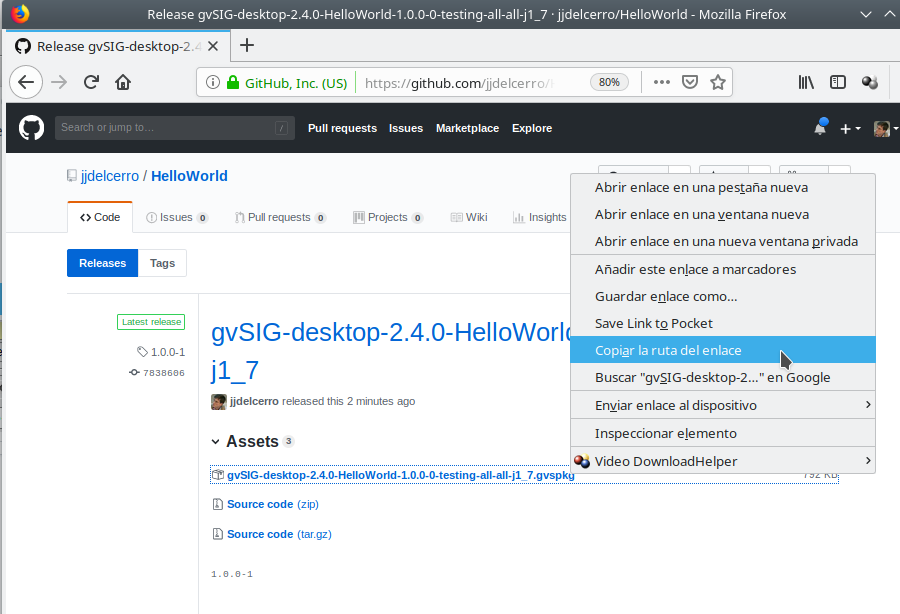 Release gvSIG-desktop-2.4.0-HelloWorld-1.0.0-0-testing-all-all-j1_7 · jjdelcerro/HelloWorld - Mozilla Firefox
Release gvSIG-desktop-2.4
GitHub, Inc. (US) https://github.com/jjdelcerro/ 80% •••
Search or jump to… / Pull requests Issues Marketplace Explore
jjdelcerro / HelloWorld
Code Issues 0 Pull requests 0 Projects 0 Wiki Insights
Releases Tags
Latest release
1.0.0-1
7838606
gvSIG-desktop-2.4.0-HelloWorld
j1_7
jjdelcerro released this 2 minutes ago
Assets 3
gvSIG-desktop-2.4.0-HelloWorld-1.0.0-0-testing-all-all-j1_7.gvspkg 792 KB
Source code (zip)
Source code (tar.gz)
1.0.0-1
Abrir enlace en una pestaña nueva
Abrir enlace en una ventana nueva
Abrir enlace en una nueva ventana privada
Añadir este enlace a marcadores
Guardar enlace como...
Save Link to Pocket
Copiar la ruta del enlace
Buscar "gvSIG-desktop-2..." en Google
Enviar enlace al dispositivo
Inspeccionar elemento
Video DownloadHelper